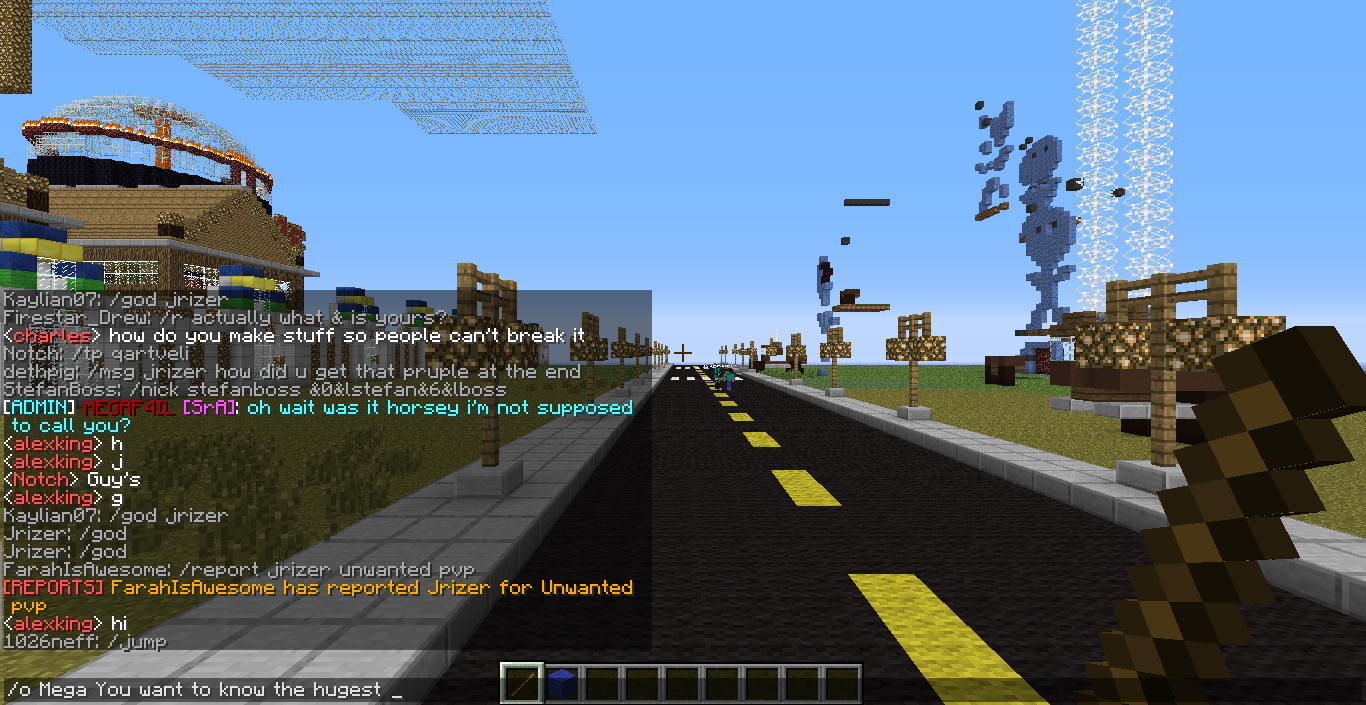 Kaylian07: /god jrizer
Firestar_Drew: /r actually what & is yours?
<charles> how do you make stuff so people can't break it
Notch: /tp qartveli
dethpig: /msg jrizer how did u get that pruple at the end
StefanBoss: /nick stefanboss &0&lstefan&6&lboss
[ADMIN] MEGAF4IL [SrA]: oh wait was it horsey i'm not supposed
to call you?
<alexking> h
<alexking> j
<Notch> Guy's
<alexking> g
Kaylian07: /god jrizer
Jrizer: /god
Jrizer: /god
FarahIsAwesome: /report jrizer unwanted pvp
[REPORTS] FarahIsAwesome has reported Jrizer for Unwanted
pvp
<alexking> hi
1026neff: /jump
/o Mega You want to know the hugest _